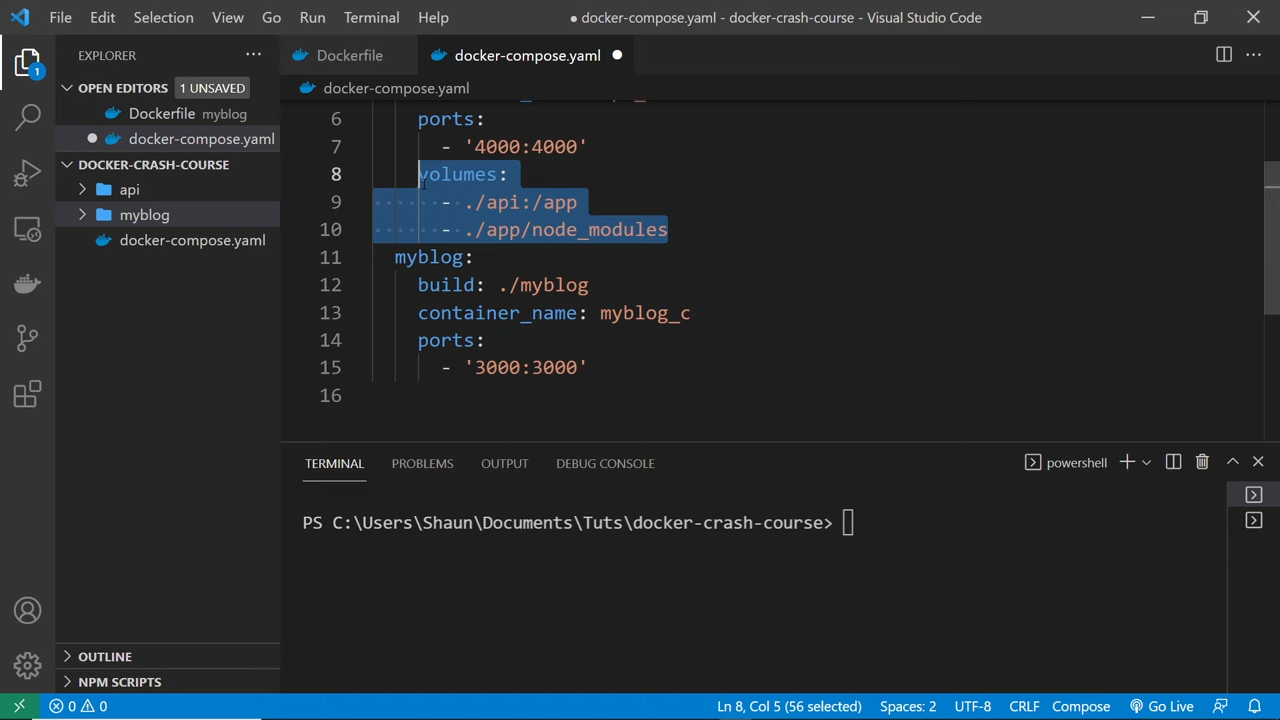 File Edit Selection View Go Run Terminal Help
● docker-compose.yaml - docker-crash-course - Visual Studio Code
1
EXPLORER
OPEN EDITORS 1 UNSAVED
Dockerfile myblog
docker-compose.yaml
DOCKER-CRASH-COURSE
api
myblog
docker-compose.yaml
OUTLINE
NPM SCRIPTS
Dockerfile
docker-compose.yaml
docker-compose.yaml
6 ports:
7 - '4000:4000'
8 volumes:
9 - ./api:/app
10 - ./app/node_modules
11 myblog:
12 build: ./myblog
13 container_name: myblog_c
14 ports:
15 - '3000:3000'
16
TERMINAL PROBLEMS OUTPUT DEBUG CONSOLE
powershell
PS C:\Users\Shaun\Documents\Tuts\docker-crash-course>
0 0
Ln 8, Col 5 (56 selected) Spaces: 2 UTF-8 CRLF Compose Go Live